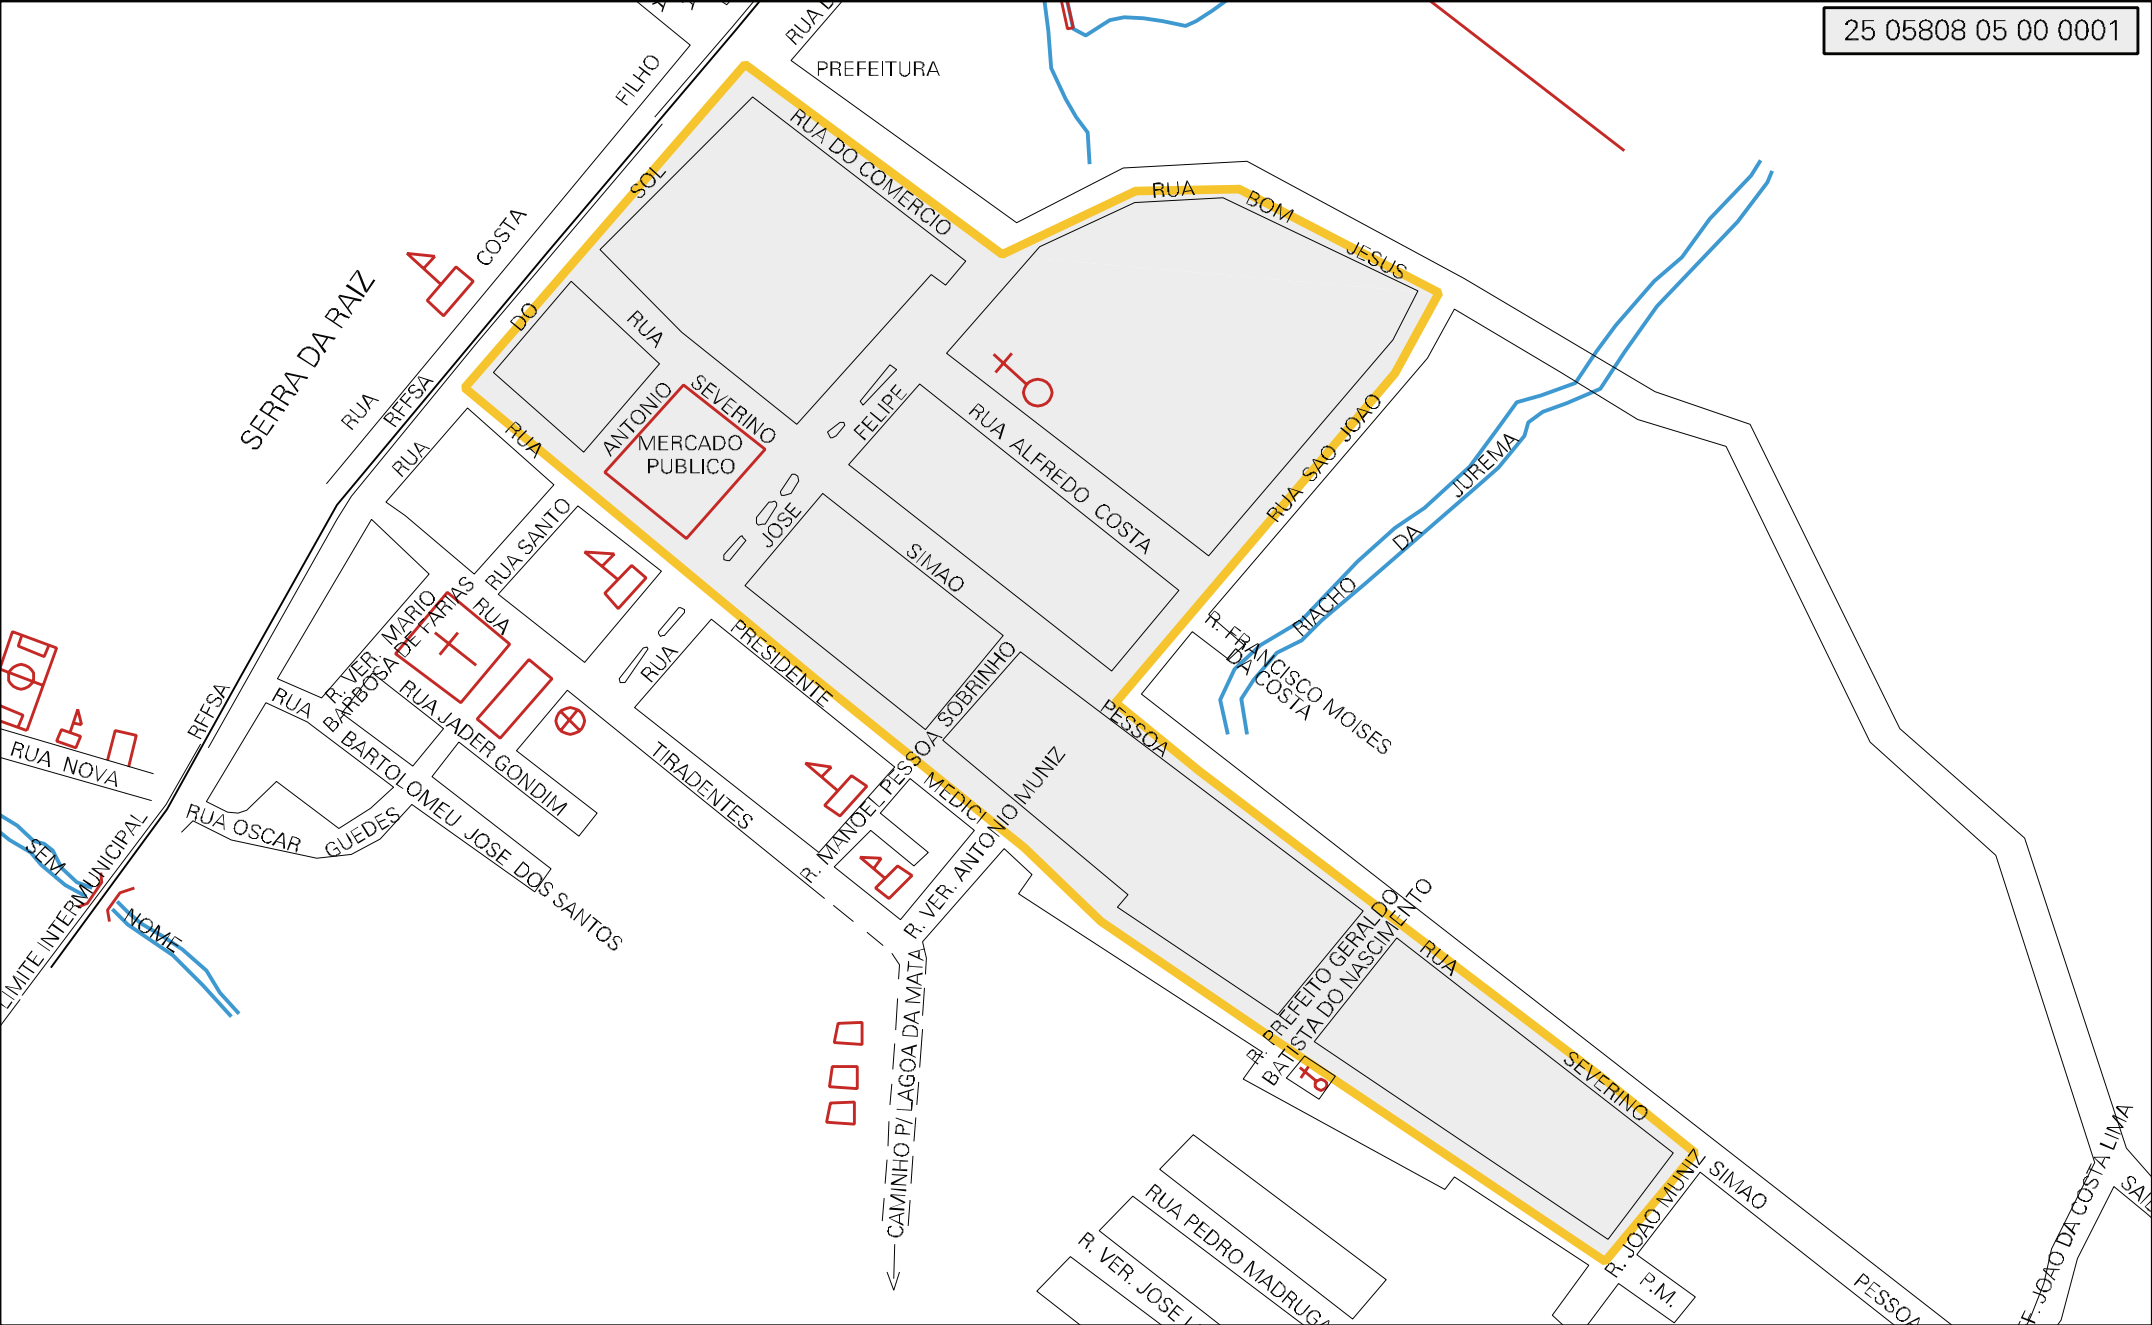 25 05808 05 00 0001
PREFEITURA
FILHO
COSTA
RUA
SERRA DA RAIZ
RFFSA
RUA DO COMERCIO
RUA BOM JESUS
RUA
DO
SOL
RUA
ANTONIO
SEVERINO
MERCADO
PUBLICO
RUA
JOSE
FELIPE
RUA ALFREDO COSTA
RUA SAO JOAO
RIACHO DA JUREMA
R. FRANCISCO MOISES
DA COSTA
RUA
PRESIDENTE
MEDICI
RUA SANTO
R. VER. MARIO
BARBOSA DE FARIAS
RUA
TIRADENTES
RUA JADER GONDIM
RUA BARTOLOMEU JOSE DOS SANTOS
RUA OSCAR GUEDES
RUA NOVA
RFFSA
LIMITE INTERMUNICIPAL
SEM
NOME
R. MANOEL PESSOA SOBRINHO
R. VER. ANTONIO MUNIZ
SIMAO
PESSOA
RUA
SEVERINO
SIMAO
PESSOA
R. PREFEITO GERALDO
BATISTA DO NASCIMENTO
CAMINHO P/ LAGOA DA MATA
R. JOAO MUNIZ
P.M.
RUA PEDRO MADRUGA
R. VER. JOSE
JOAO DA COSTA LIMA